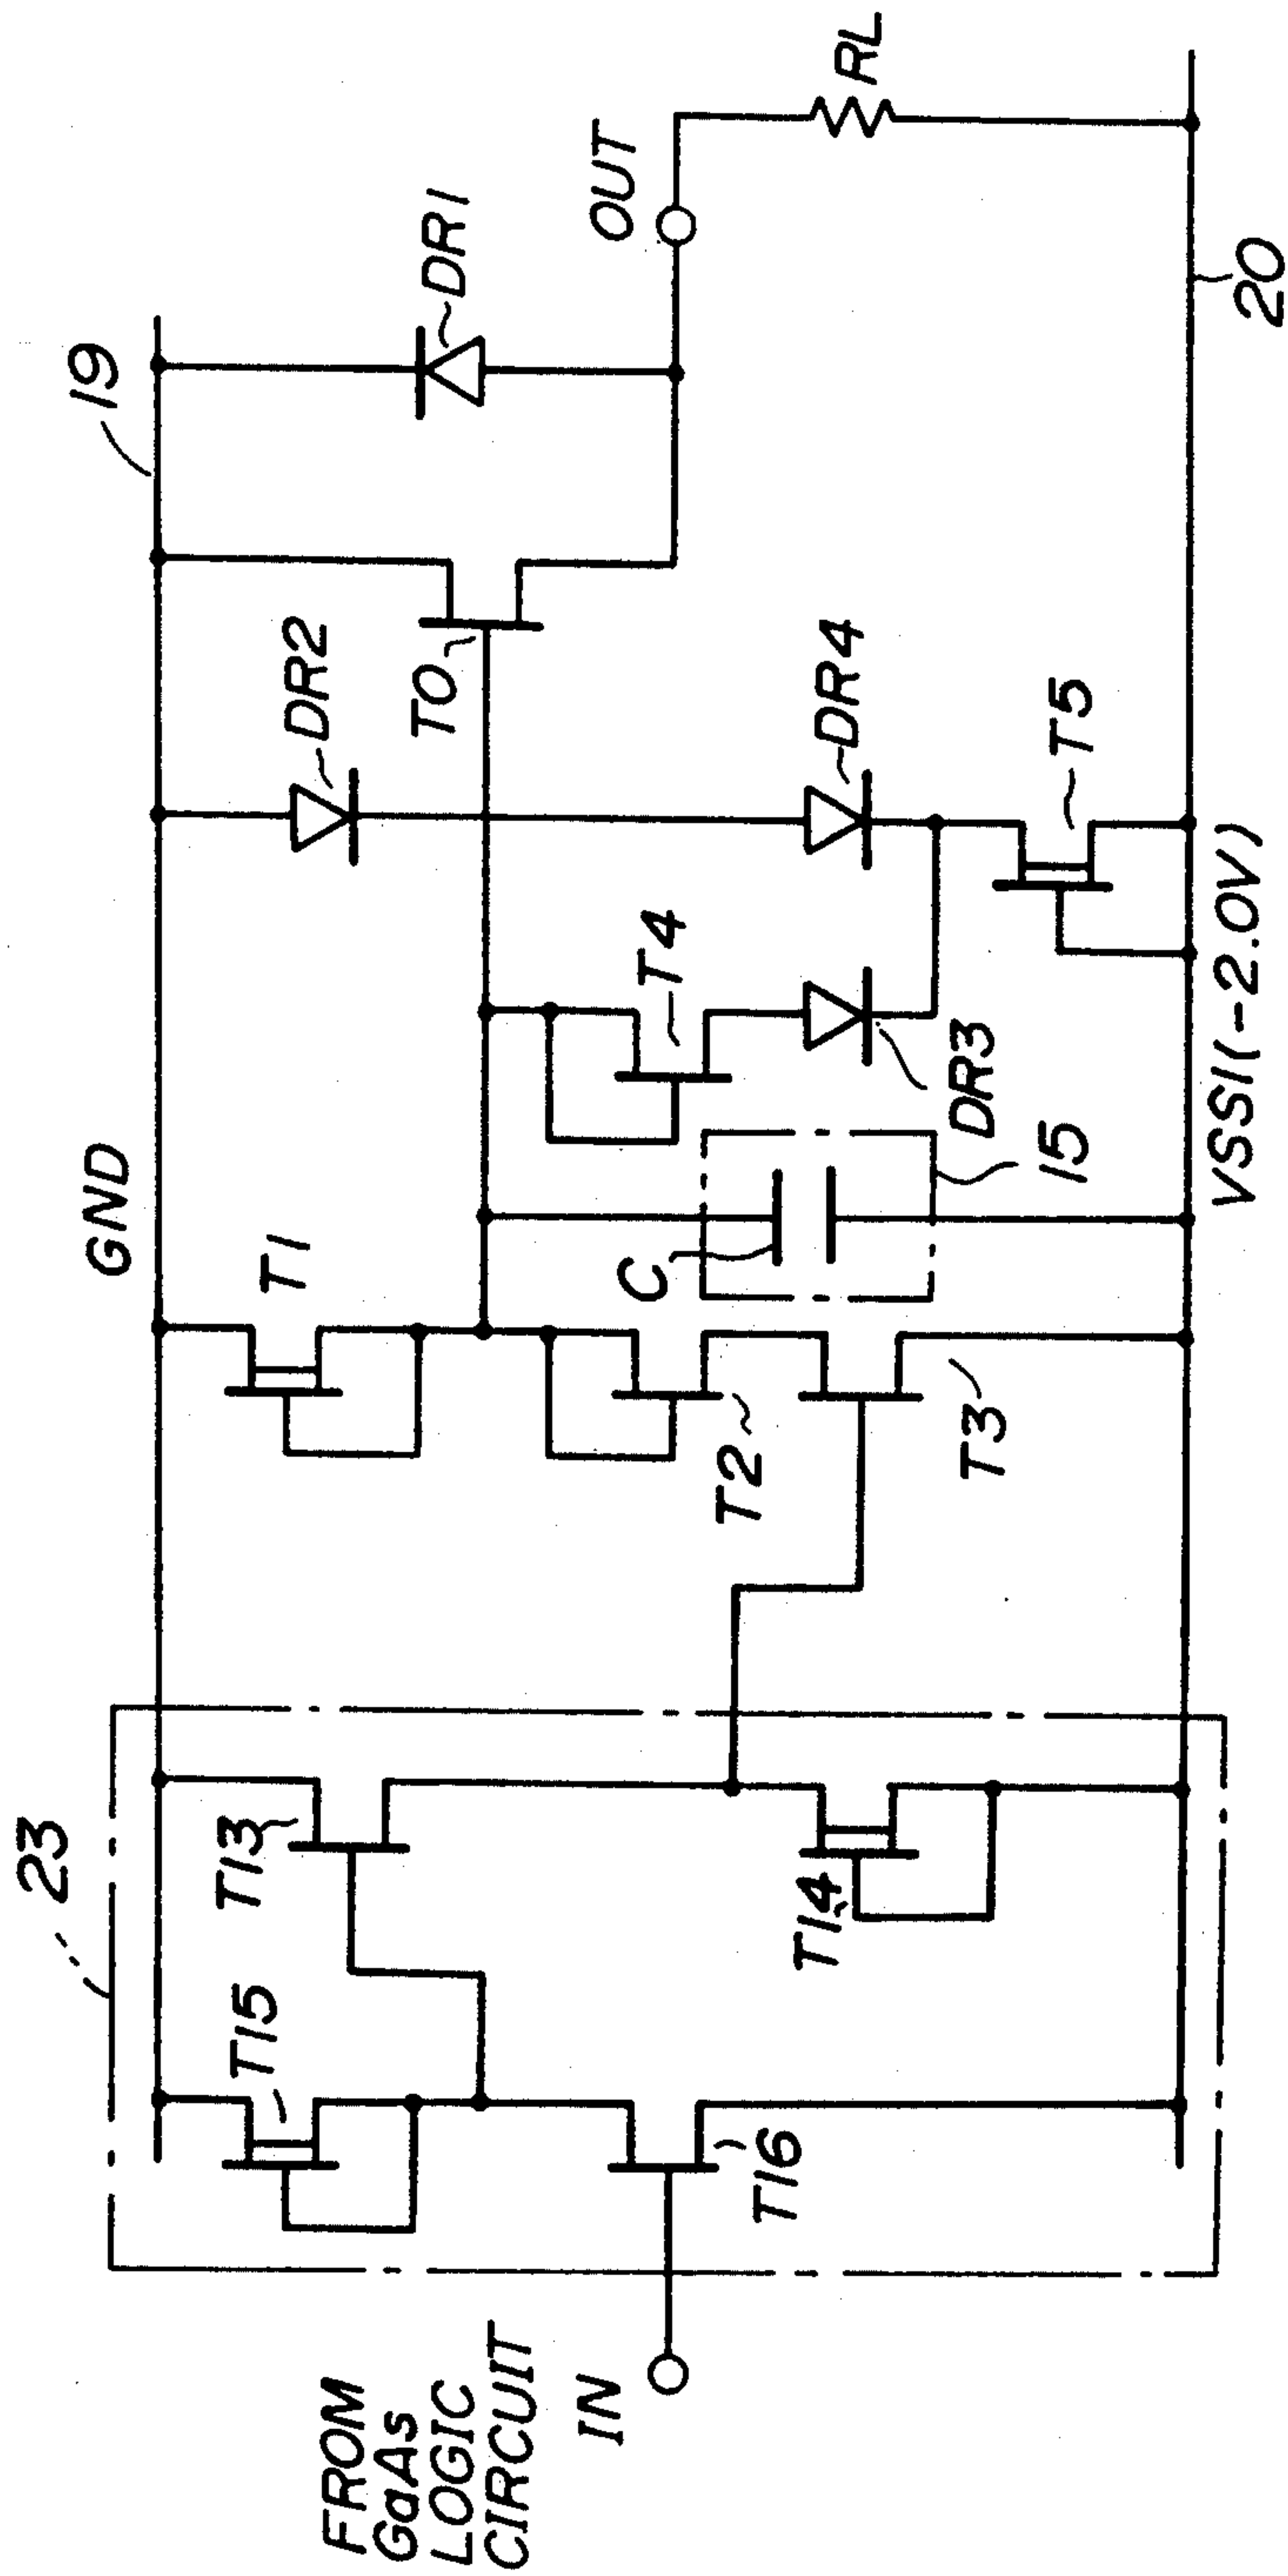 FROM
GaAs
LOGIC
CIRCUIT
IN
23
T15
T16
T13
T14
GND
T1
T2
T3
C
15
T4
DR3
DR2
DR4
T5
T0
19
DR1
OUT
RL
VSSI(-2.0V)
20